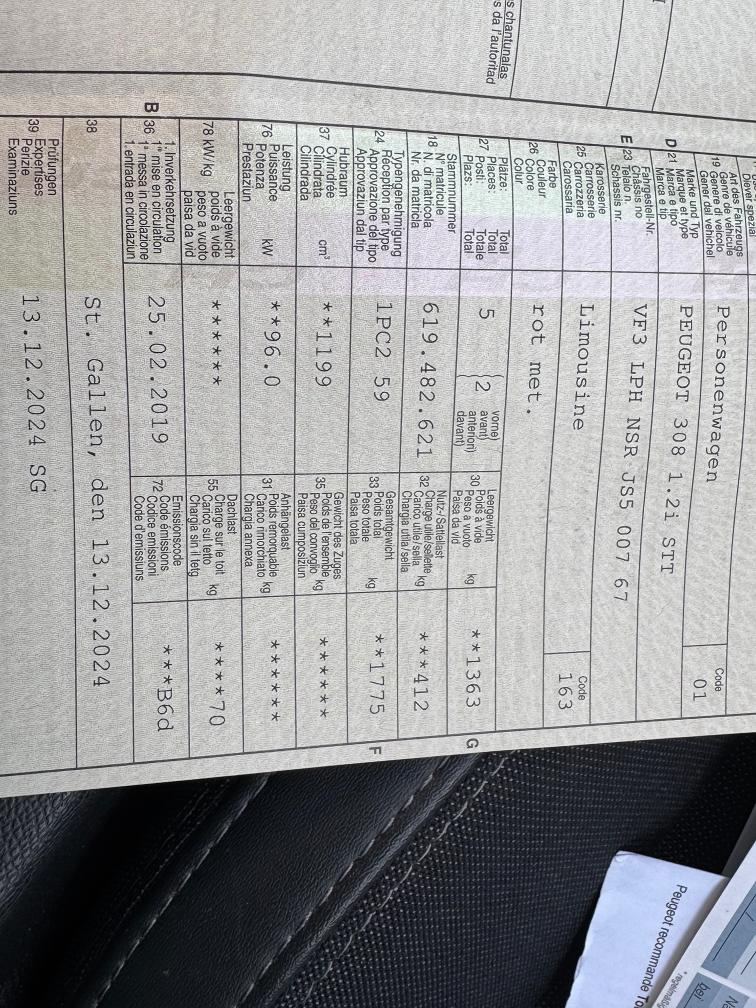 s chantunalas
s da l'autoritad
Art des Fahrzeugs
19 Genre de véhicule
Genere di veicolo
Gener dal vehichel
Personenwagen
Code
01
Marke und Typ
D 21 Marque et type
Marca e tipo
Marca e tip
PEUGEOT 308 1.2i STT
Fahrgestell-Nr.
E 23 Châssis no
Telaio n.
Schassis nr.
VF3 LPH NSR JS5 007 67
Karosserie
25 Carrosserie
Carrozzeria
Carossaria
Limousine
Code
163
Farbe
26 Couleur
Colore
Colur
rot met.
Plätze: Total
27 Places: Total
Posti: Totale
Plazs: Total
5
2
vorne
avant
anteriori
davant
Leergewicht
30 Poids à vide
Peso a vuoto kg
Paisa da vid
**1363
G
Stammnummer
18 N° matricule
N. di matricola
Nr. da matricla
619.482.621
Nutz-/Sattellast
32 Charge utile/sellette
Carico utile/sella kg
Chargia utila/sella
***412
Typengenehmigung
24 Réception par type
Approvazione del tipo
Approvaziun dal tip
1PC2 59
Gesamtgewicht
33 Poids total
Peso totale kg
Paisa totala
**1775
F
Hubraum
37 Cylindrée
Cilindrata cm³
Cilindrada
**1199
Gewicht des Zuges
35 Poids de l'ensemble
Peso del convoglio kg
Paisa cumposiziun
******
Leistung
76 Puissance
Potenza kW
Prestaziun
**96.0
Anhängelast
31 Poids remorquable
Carico rimorchiato kg
Chargia annexa
******
78 kW/kg
Leergewicht
poids à vide
peso a vuoto
paisa da vid
******
Dachlast
55 Charge sur le toit
Carico sul tetto kg
Chargia sin il tetg
****70
1. Inverkehrsetzung
B 36 1re mise en circulation
1a messa in circolazione
1. entrada en circulaziun
25.02.2019
Emissionscode
72 Code émissions
Codice emissioni
Code d'emissiuns
***B6d
38
St. Gallen, den 13.12.2024
Prüfungen
39 Expertises
Perizie
Examinaziuns
13.12.2024 SG
Peugeot recommande To